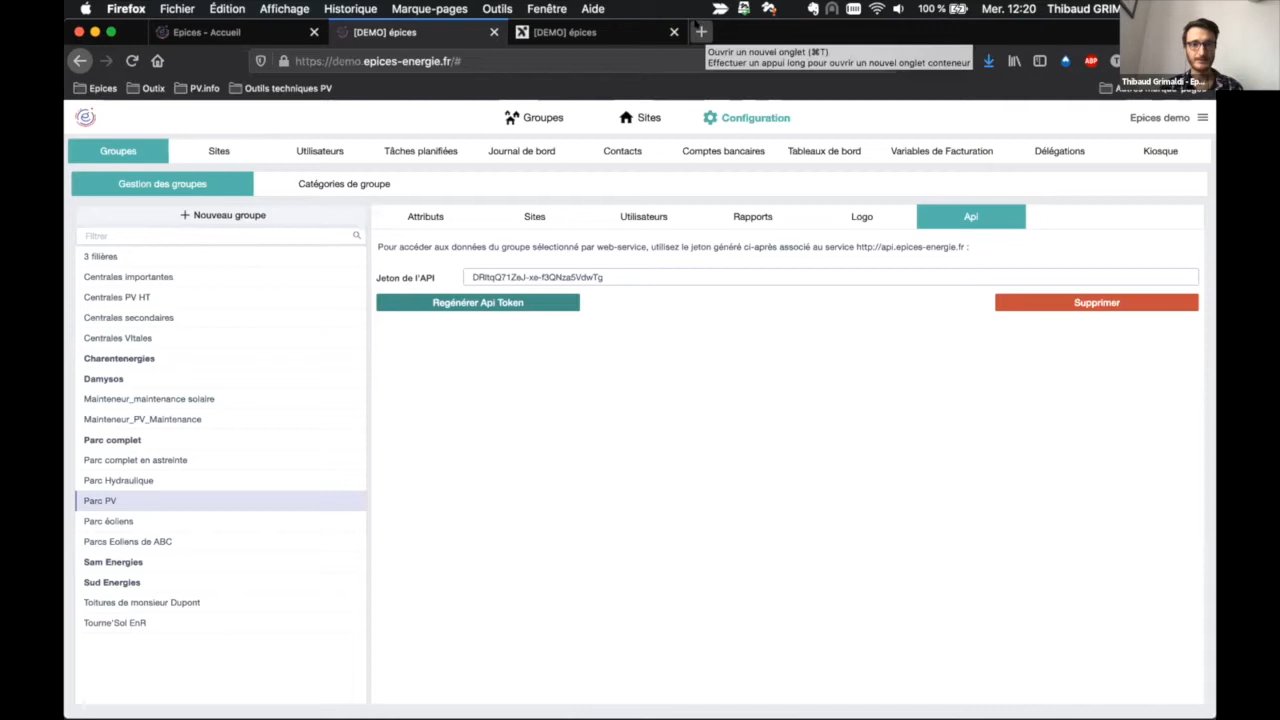 Firefox Fichier Édition Affichage Historique Marque-pages Outils Fenêtre Aide 100 % Mer. 12:20 Thibaud GRIM
Epices - Accueil [DEMO] épices [DEMO] épices
Ouvrir un nouvel onglet (⌘T)
Effectuer un appui long pour ouvrir un nouvel onglet conteneur
https://demo.epices-energie.fr/#
ABP
Thibaud Grimaldi - Ep...
Epices Outix PV.info Outils techniques PV Autres marque-pages
Groupes Sites Configuration Epices demo
Groupes Sites Utilisateurs Tâches planifiées Journal de bord Contacts Comptes bancaires Tableaux de bord Variables de Facturation Délégations Kiosque
Gestion des groupes Catégories de groupe
+ Nouveau groupe
Attributs Sites Utilisateurs Rapports Logo Api
Filtrer
Pour accéder aux données du groupe sélectionné par web-service, utilisez le jeton généré ci-après associé au service http://api.epices-energie.fr :
Jeton de l'API DRltqQ71ZeJ-xe-f3QNza5VdwTg
Regénérer Api Token Supprimer
3 filières
Centrales importantes
Centrales PV HT
Centrales secondaires
Centrales VItales
Charentenergies
Damysos
Mainteneur_maintenance solaire
Mainteneur_PV_Maintenance
Parc complet
Parc complet en astreinte
Parc Hydraulique
Parc PV
Parc éoliens
Parcs Eoliens de ABC
Sam Energies
Sud Energies
Toitures de monsieur Dupont
Tourne'Sol EnR